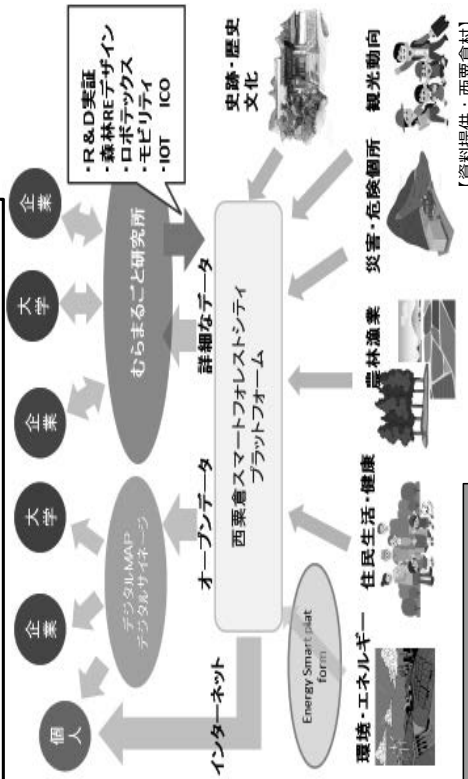 個人
企業
大学
企業
大学
企業
・R＆D実証
・森林REデザイン
・ロボテックス
・モビリティ
・IOT　ICO
デジタルMAP
デジタルサイネージ
むらまるごと研究所
インターネット
オープンデータ
詳細なデータ
西粟倉スマートフォレストシティ
プラットフォーム
Energy Smart plat
form
史跡・歴史
文化
環境・エネルギー
住民生活・健康
農林漁業
災害・危険個所
観光動向
【資料提供：西粟倉村】